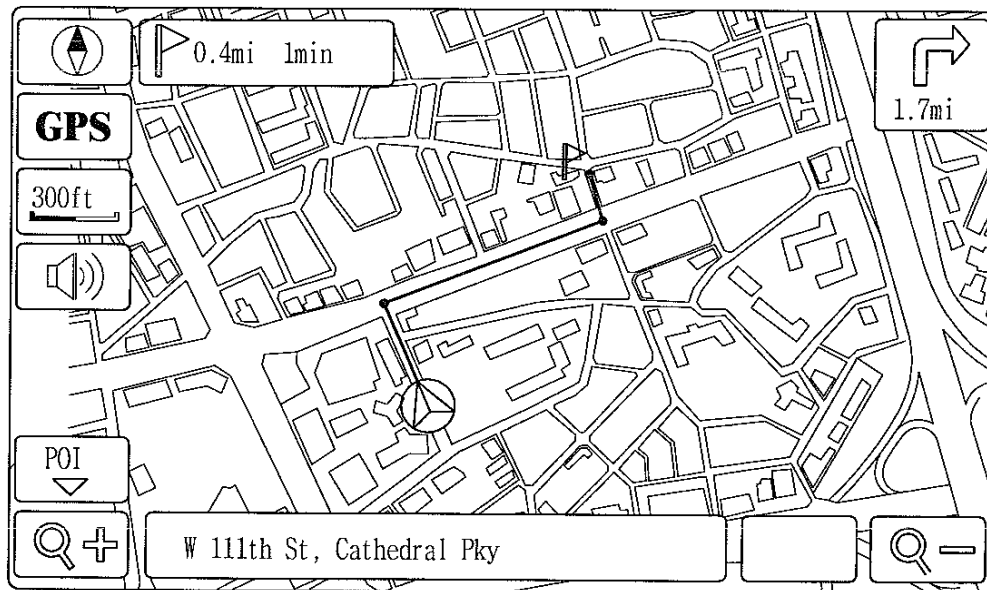 0.4mi 1min
1.7mi
GPS
300ft
POI
W 111th St, Cathedral Pky